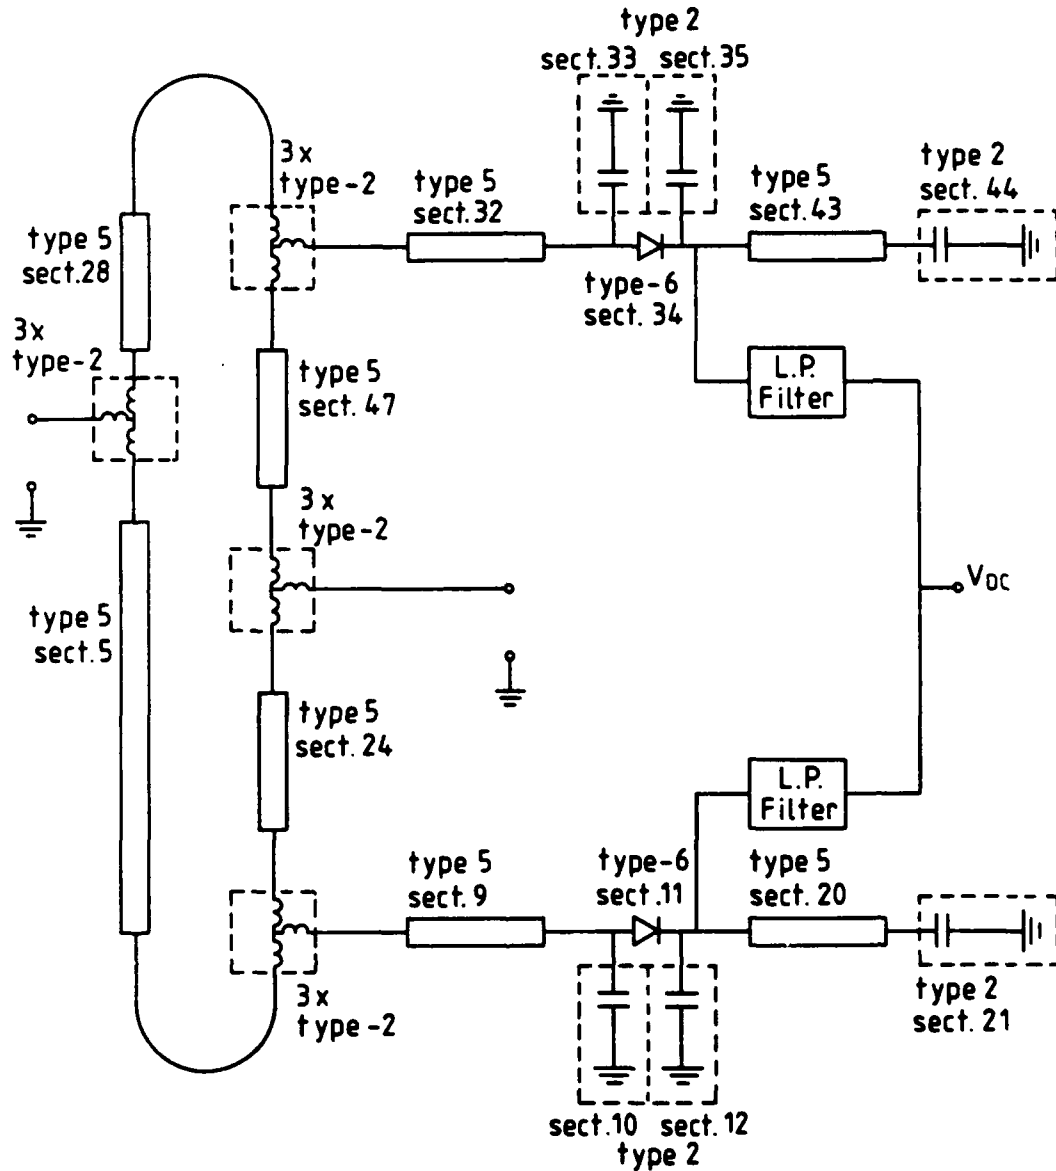 type 2
sect.33 sect.35
3x
type-2
type 5
sect.32
type 5
sect.43
type 2
sect.44
type 5
sect.28
type-6
sect. 34
3x
type-2
type 5
sect. 47
L.P.
Filter
3x
type-2
VDC
type 5
sect.5
type 5
sect. 24
L.P.
Filter
type 5
sect. 9
type-6
sect.11
type 5
sect. 20
3x
type-2
type 2
sect. 21
sect.10 sect.12
type 2